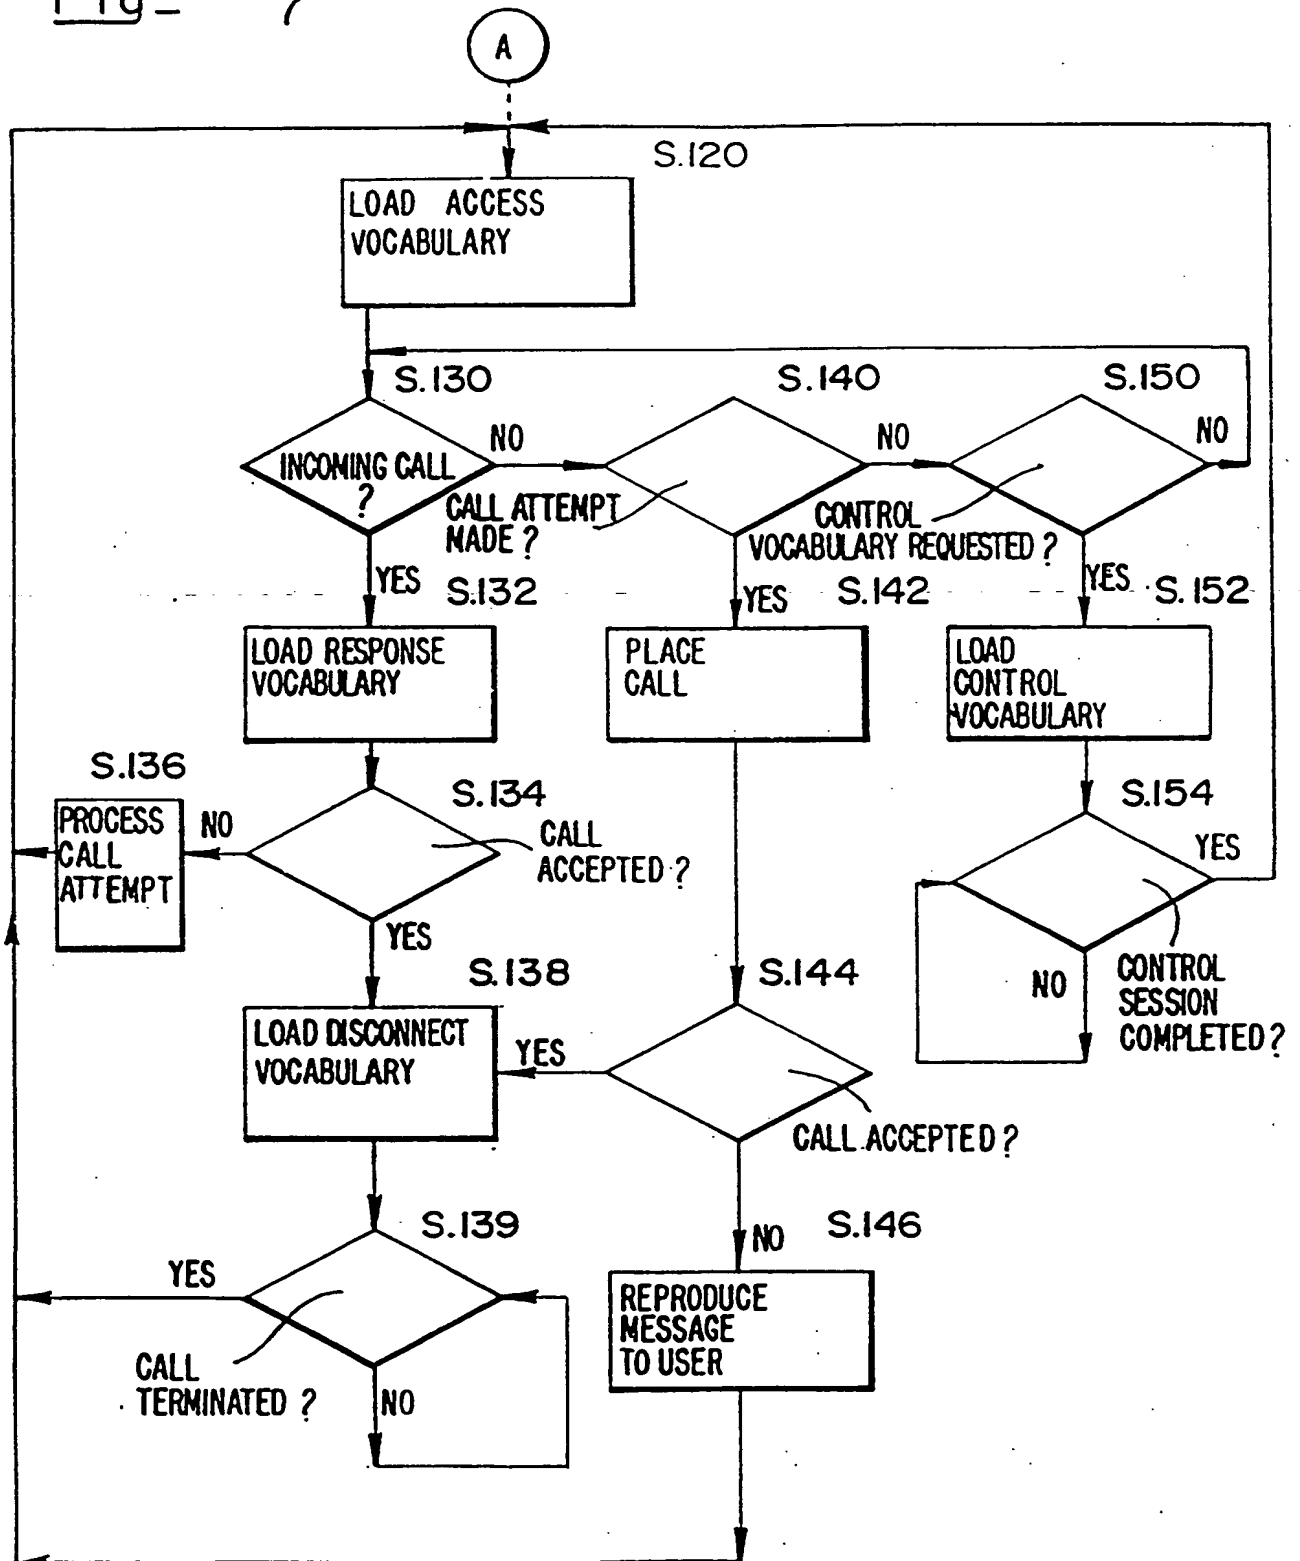 Fig-
A
S.120
LOAD ACCESS
VOCABULARY
S.130
S.140
S.150
INCOMING CALL
?
NO
NO
NO
CALL ATTEMPT
MADE ?
CONTROL
VOCABULARY REQUESTED ?
YES
S.132
YES
S.142
YES
S.152
LOAD RESPONSE
VOCABULARY
PLACE
CALL
LOAD
CONTROL
VOCABULARY
S.136
PROCESS
CALL
ATTEMPT
NO
S.134
CALL
ACCEPTED ?
S.154
YES
YES
NO
CONTROL
SESSION
COMPLETED ?
S.138
LOAD DISCONNECT
VOCABULARY
YES
S.144
CALL ACCEPTED ?
S.139
YES
CALL
TERMINATED ?
NO
NO
S.146
REPRODUCE
MESSAGE
TO USER